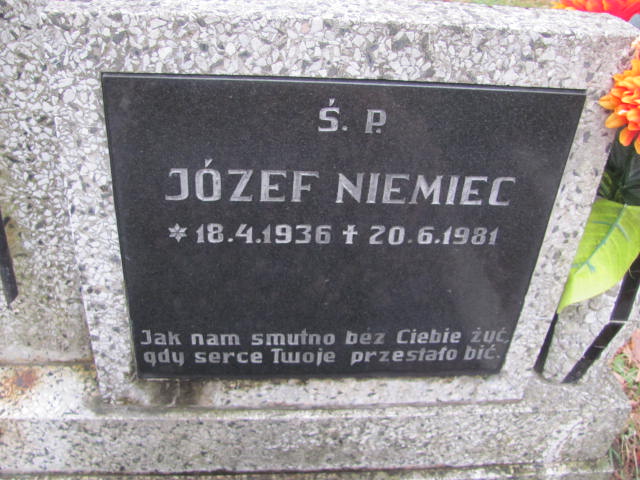 Ś. P.
JÓZEF NIEMIEC
* 18.4.1936 ✝ 20.6.1981
Jak nam smutno bez Ciebie żyć,
gdy serce Twoje przestało bić.